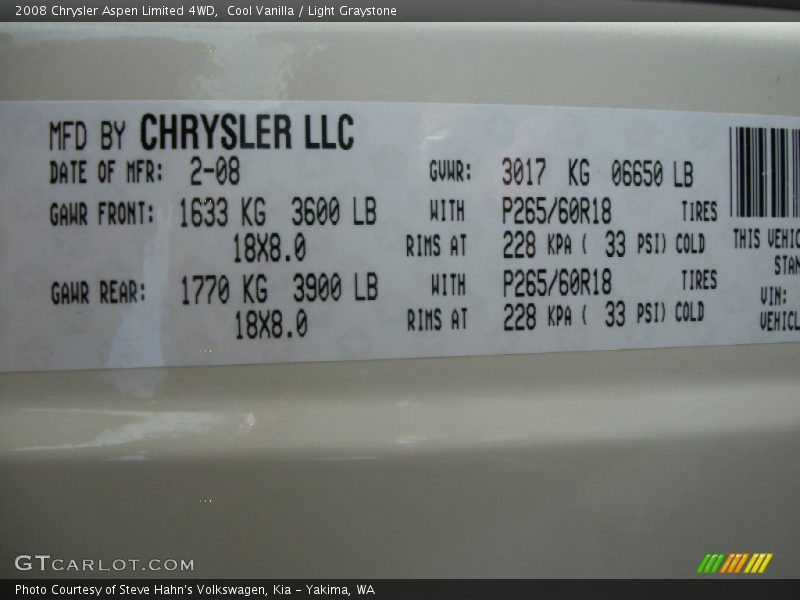 2008 Chrysler Aspen Limited 4WD,  Cool Vanilla / Light Graystone
MFD BY CHRYSLER LLC
DATE OF MFR: 2-08 GVWR: 3017 KG 06650 LB
GAWR FRONT: 1633 KG 3600 LB WITH P265/60R18 TIRES
18X8.0 RIMS AT 228 KPA ( 33 PSI) COLD
GAWR REAR: 1770 KG 3900 LB WITH P265/60R18 TIRES
18X8.0 RIMS AT 228 KPA ( 33 PSI) COLD
THIS VEHIC
STAN
VIN:
VEHICL
GTCARLOT.COM
Photo Courtesy of Steve Hahn's Volkswagen, Kia – Yakima, WA